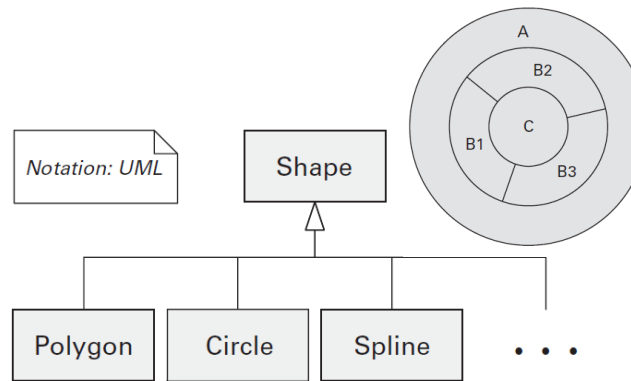 A
B2
Notation: UML
Shape
B1
C
B3
Polygon
Circle
Spline
• • •